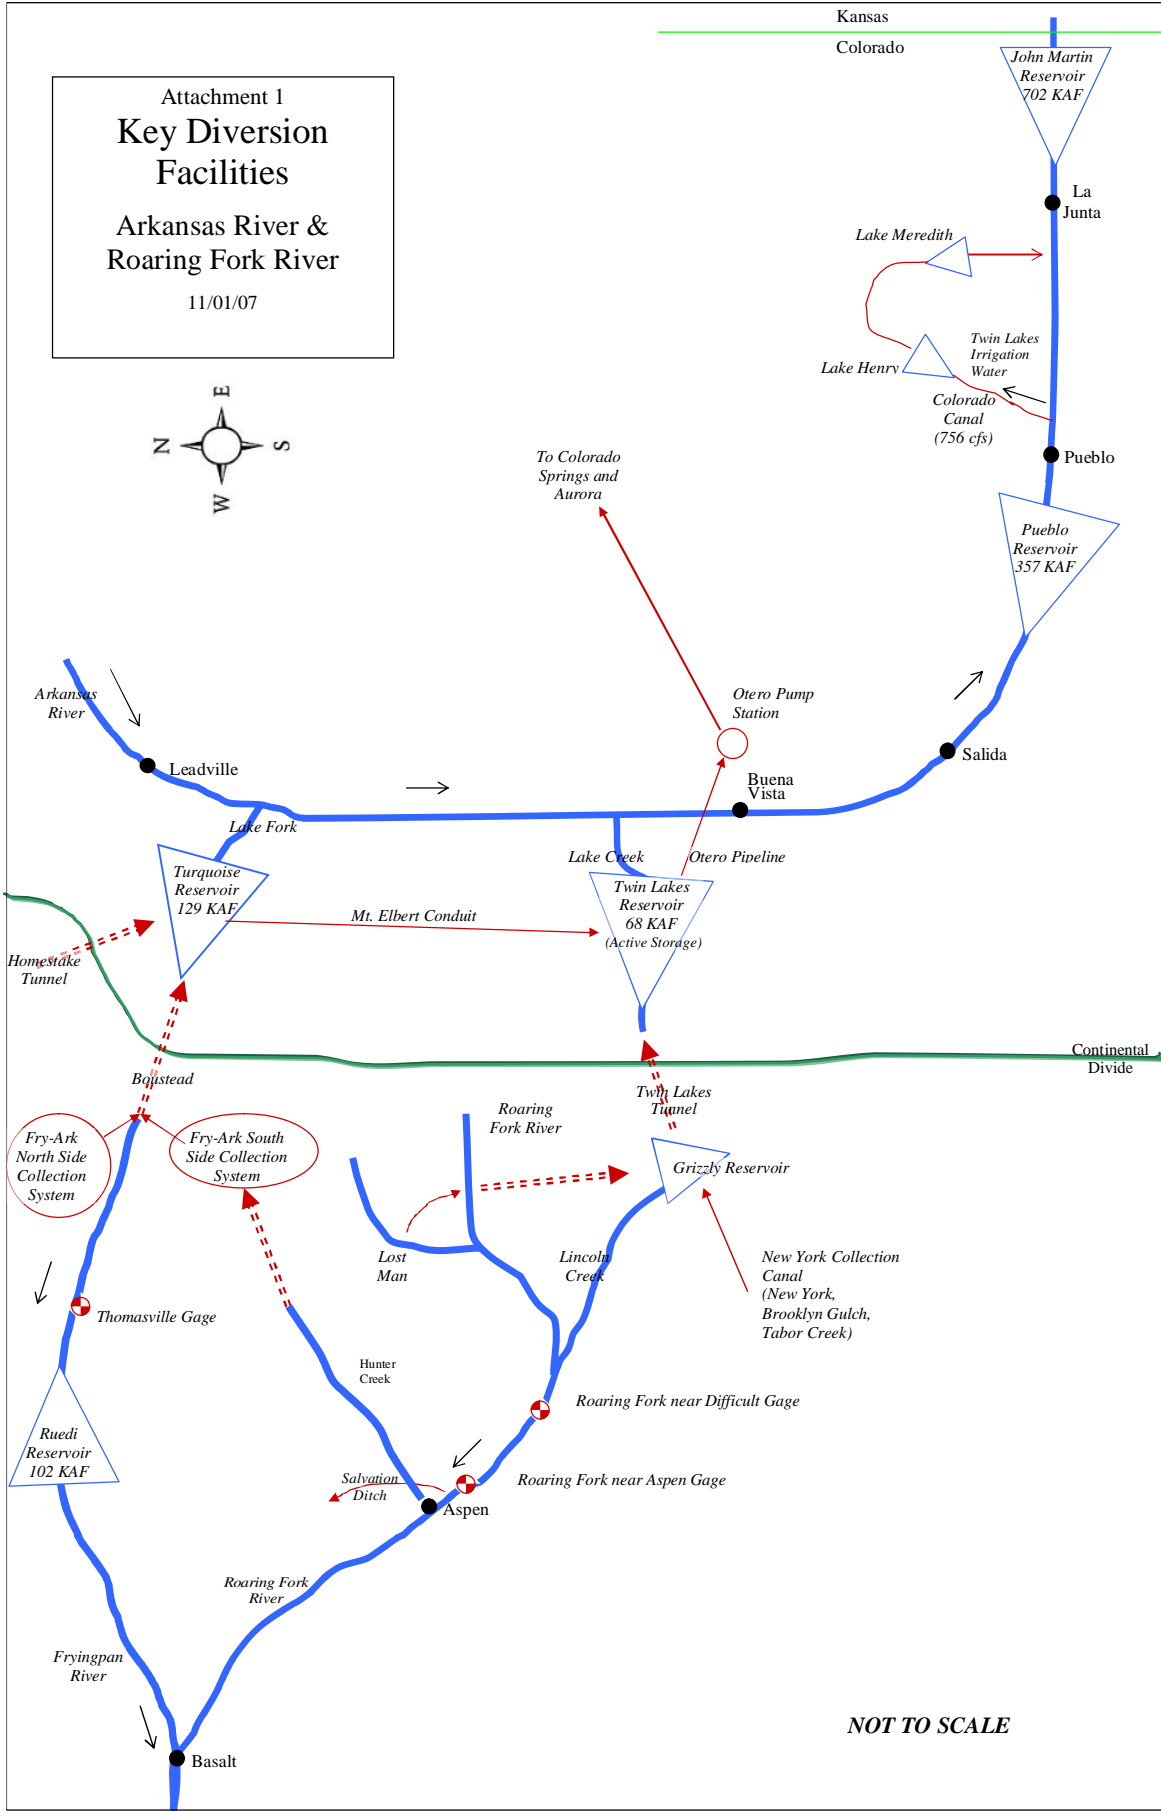 Kansas
Colorado
John Martin
Reservoir
702 KAF
Attachment 1
Key Diversion
Facilities
Arkansas River &
Roaring Fork River
11/01/07
La
Junta
Lake Meredith
Twin Lakes
Irrigation
Water
Lake Henry
Colorado
Canal
(756 cfs)
E
N
S
W
Pueblo
To Colorado
Springs and
Aurora
Pueblo
Reservoir
357 KAF
Arkansas
River
Otero Pump
Station
Leadville
Salida
Buena
Vista
Lake Fork
Lake Creek
Otero Pipeline
Turquoise
Reservoir
129 KAF
Twin Lakes
Reservoir
68 KAF
(Active Storage)
Mt. Elbert Conduit
Homestake
Tunnel
Continental
Divide
Boustead
Twin Lakes
Tunnel
Roaring
Fork River
Fry-Ark
North Side
Collection
System
Fry-Ark South
Side Collection
System
Grizzly Reservoir
Lost
Man
Lincoln
Creek
New York Collection
Canal
(New York,
Brooklyn Gulch,
Tabor Creek)
Thomasville Gage
Hunter
Creek
Roaring Fork near Difficult Gage
Ruedi
Reservoir
102 KAF
Salvation
Ditch
Roaring Fork near Aspen Gage
Aspen
Roaring Fork
River
Fryingpan
River
NOT TO SCALE
Basalt